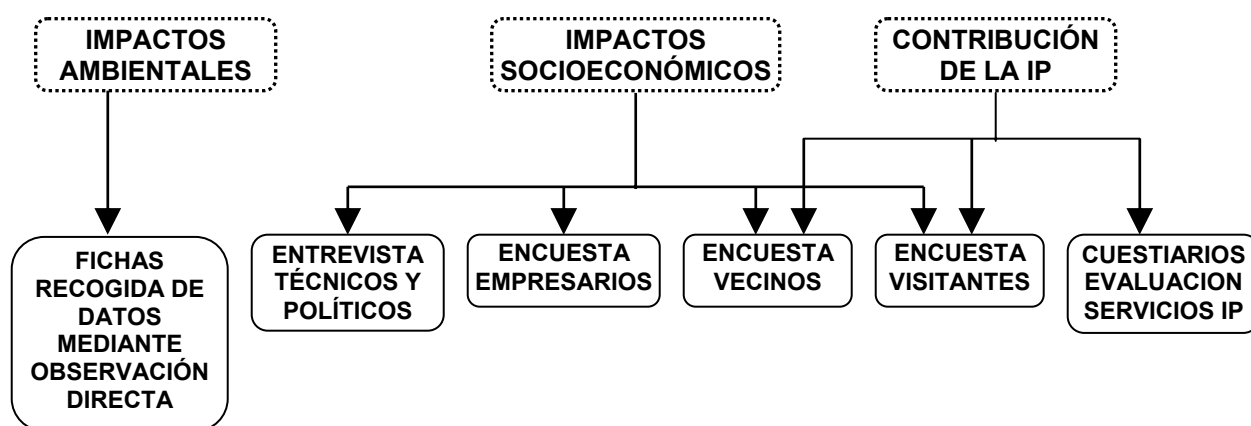 IMPACTOS
AMBIENTALES
IMPACTOS
SOCIOECONÓMICOS
CONTRIBUCIÓN
DE LA IP
FICHAS
RECOGIDA DE
DATOS
MEDIANTE
OBSERVACIÓN
DIRECTA
ENTREVISTA
TÉCNICOS Y
POLÍTICOS
ENCUESTA
EMPRESARIOS
ENCUESTA
VECINOS
ENCUESTA
VISITANTES
CUESTIARIOS
EVALUACION
SERVICIOS IP